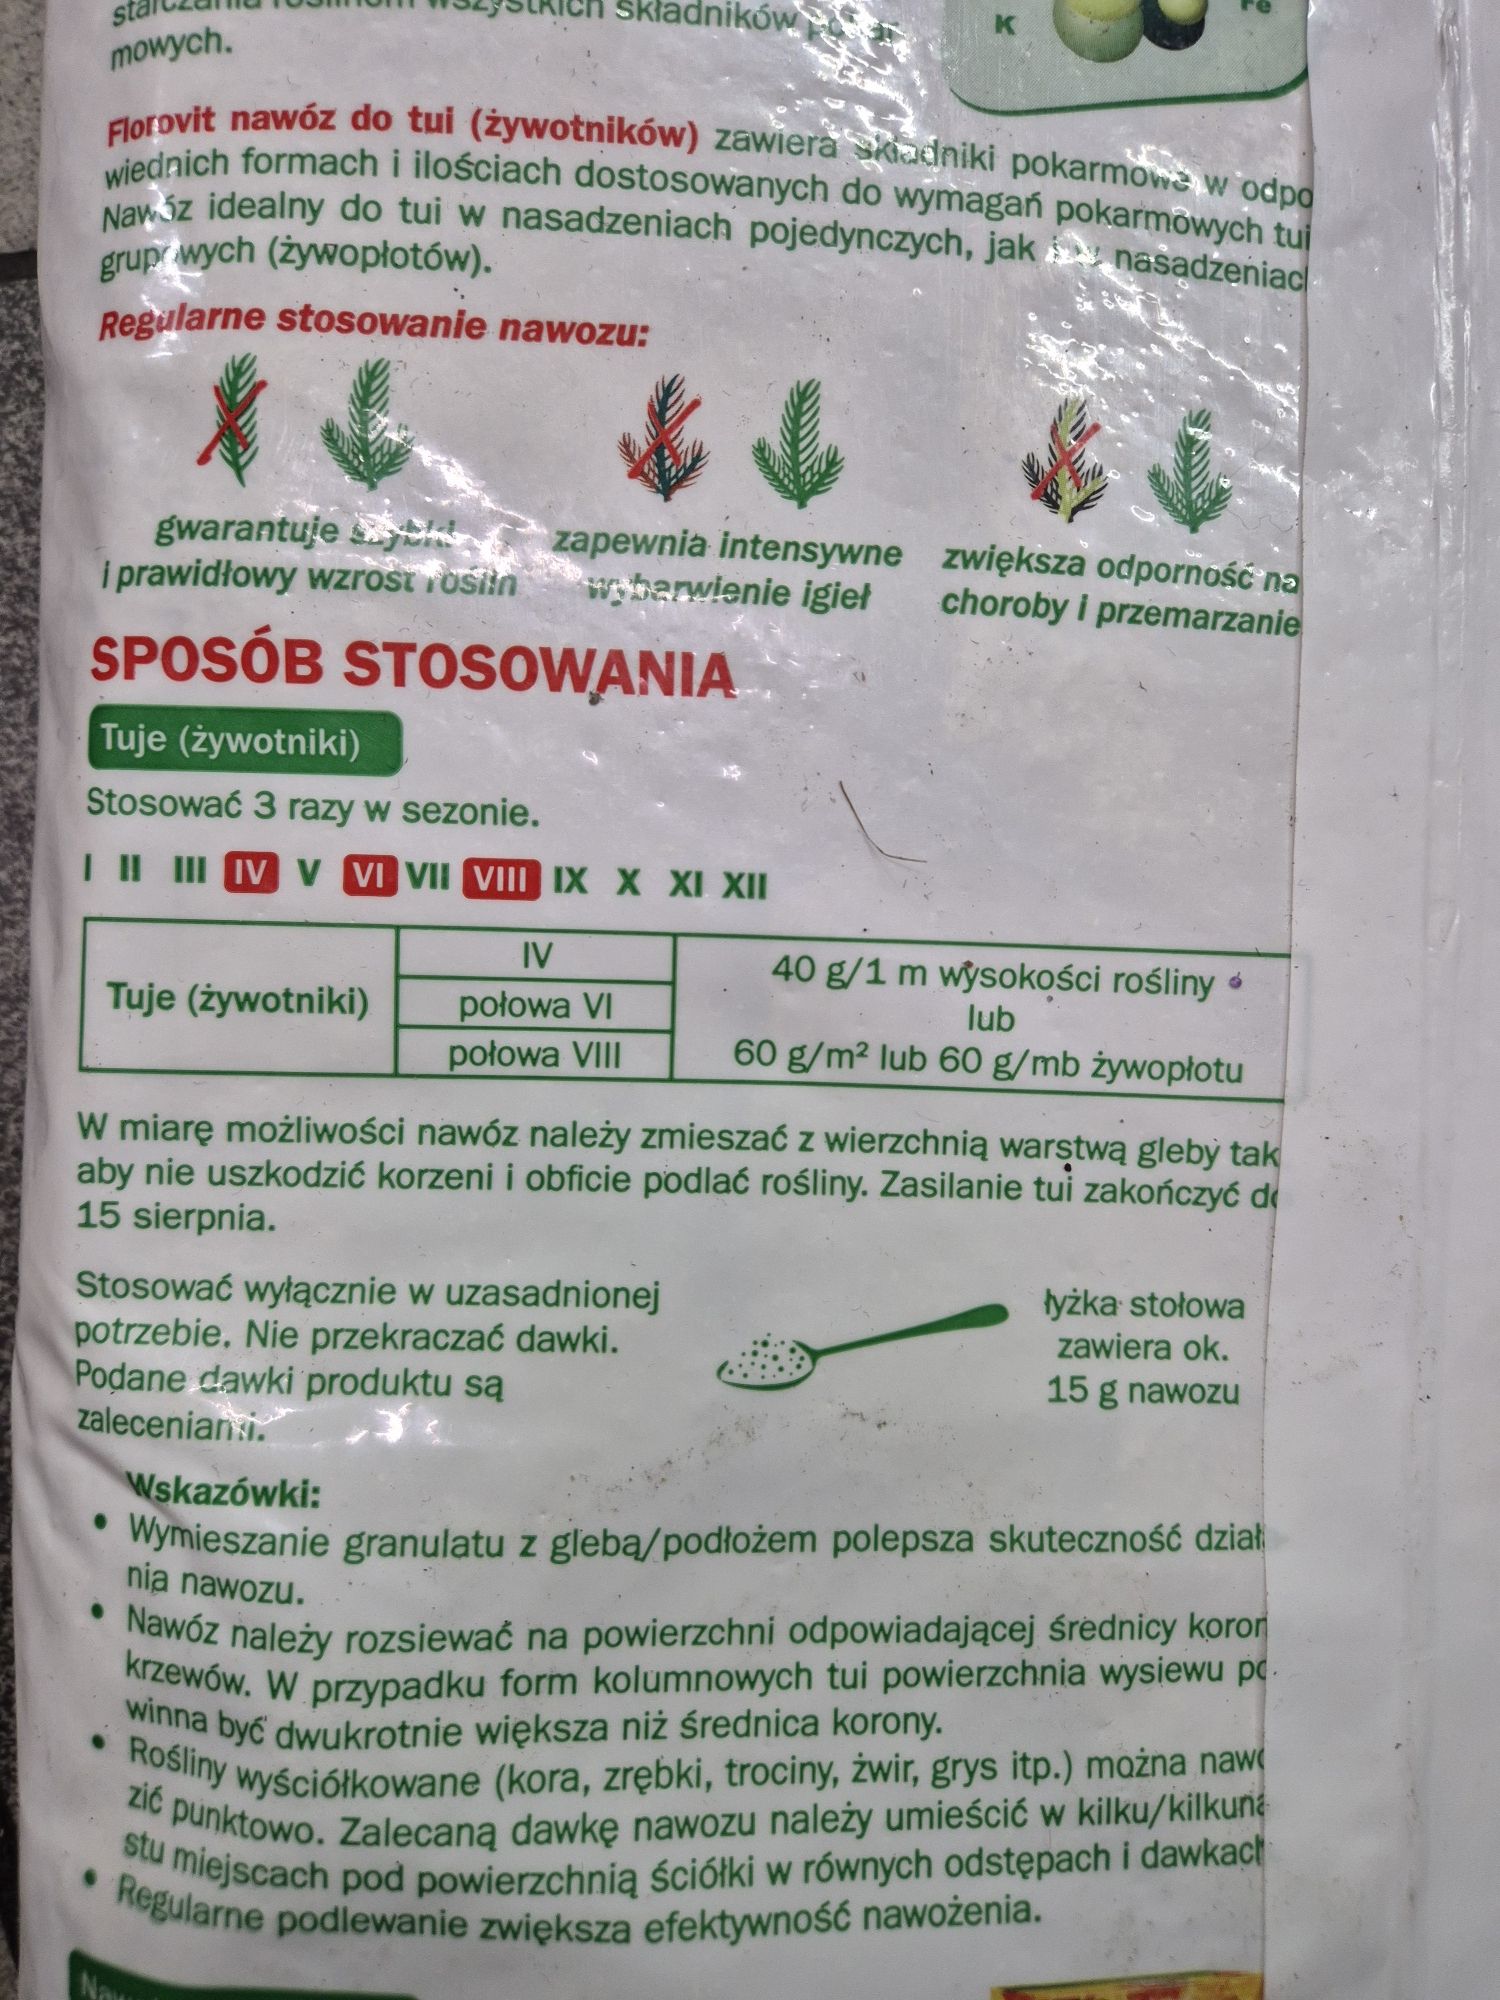 wszystkich składników
mowych.
K
Fe
Florovit nawóz do tui (żywotników) zawiera składniki pokarmowe w odpo
wiednich formach i ilościach dostosowanych do wymagań pokarmowych tui
Nawóz idealny do tui w nasadzeniach pojedynczych, jak i w nasadzeniach
grupowych (żywopłotów).
Regularne stosowanie nawozu:
gwarantuje szybki
i prawidłowy wzrost roślin
zapewnia intensywne
wybarwienie igieł
zwiększa odporność na
choroby i przemarzanie
SPOSÓB STOSOWANIA
Tuje (żywotniki)
Stosować 3 razy w sezonie.
I II III IV V VI VII VIII IX X XI XII
Tuje (żywotniki)
IV
połowa VI
połowa VIII
40 g/1 m wysokości rośliny
lub
60 g/m² lub 60 g/mb żywopłotu
W miarę możliwości nawóz należy zmieszać z wierzchnią warstwą gleby tak
aby nie uszkodzić korzeni i obficie podlać rośliny. Zasilanie tui zakończyć do
15 sierpnia.
Stosować wyłącznie w uzasadnionej
potrzebie. Nie przekraczać dawki.
Podane dawki produktu są
zaleceniami.
łyżka stołowa
zawiera ok.
15 g nawozu
Wskazówki:
• Wymieszanie granulatu z glebą/podłożem polepsza skuteczność dział
nia nawozu.
• Nawóz należy rozsiewać na powierzchni odpowiadającej średnicy koron
krzewów. W przypadku form kolumnowych tui powierzchnia wysiewu po
winna być dwukrotnie większa niż średnica korony.
• Rośliny wyściółkowane (kora, zrębki, trociny, żwir, grys itp.) można nawo
zić punktowo. Zalecaną dawkę nawozu należy umieścić w kilku/kilkuna
stu miejscach pod powierzchnią ściółki w równych odstępach i dawkach
• Regularne podlewanie zwiększa efektywność nawożenia.